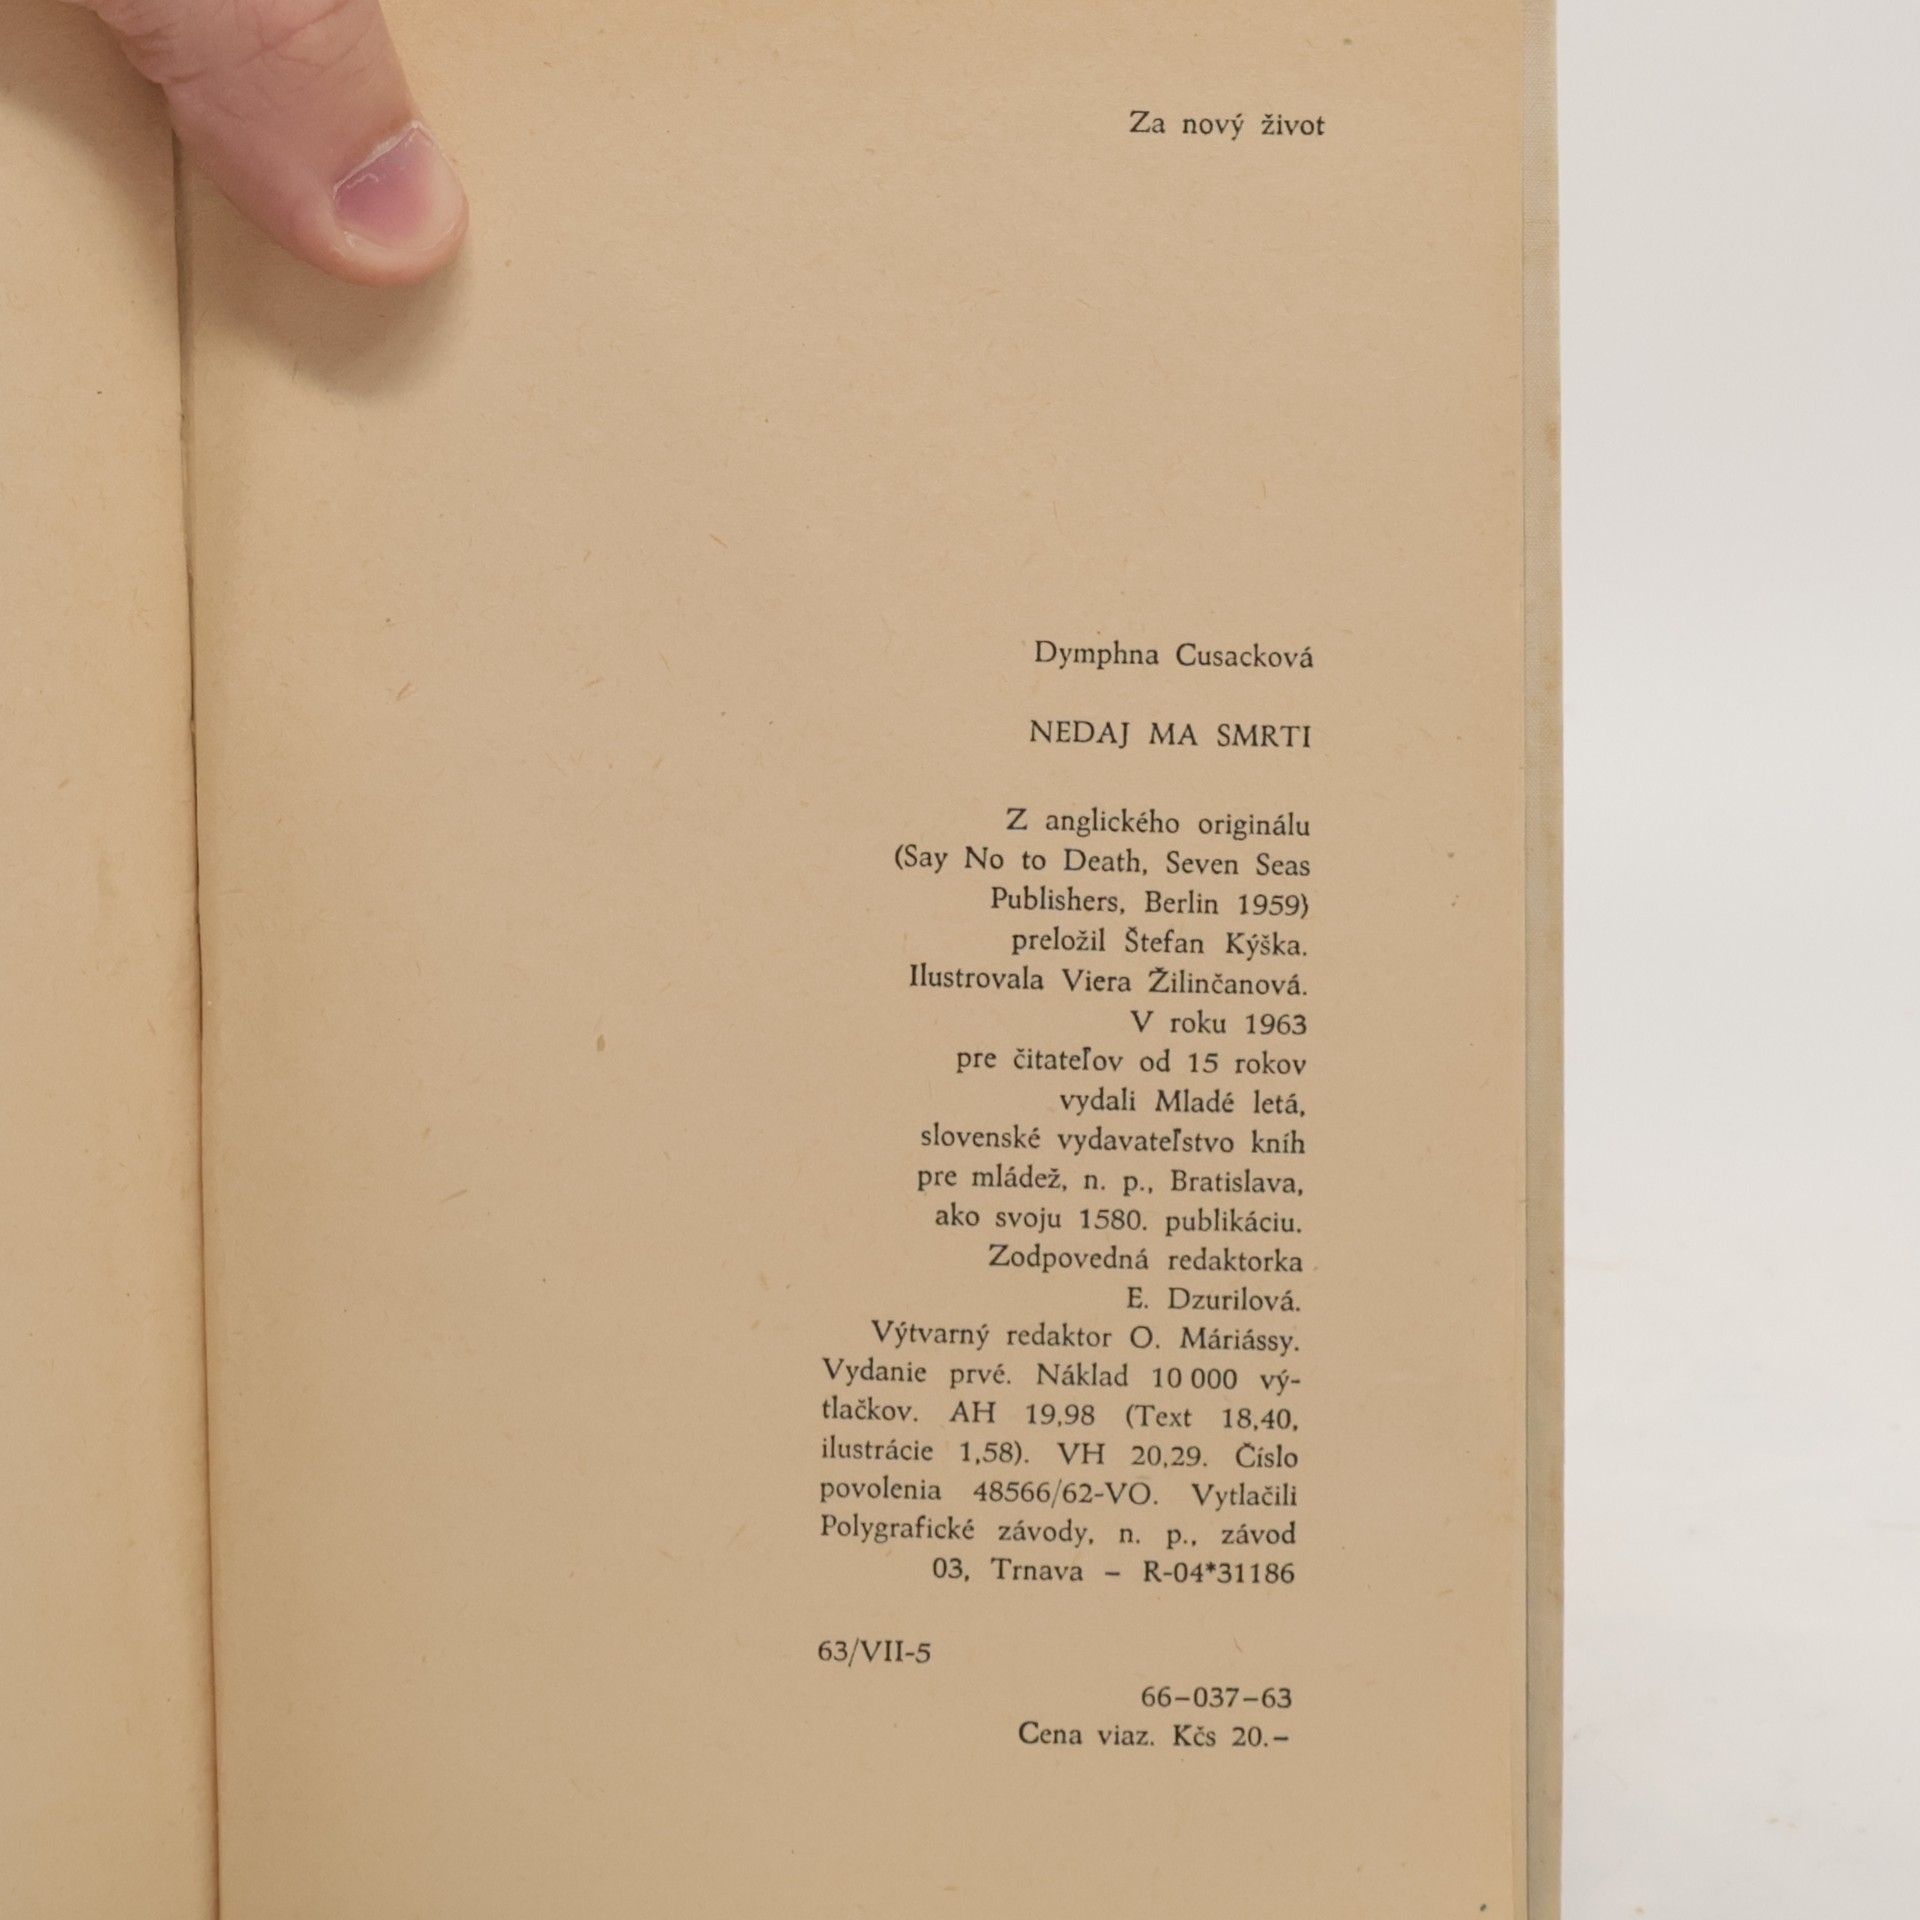 Za nový život
Dymphna Cusacková
NEDAJ MA SMRTI
Z anglického originálu
(Say No to Death, Seven Seas
Publishers, Berlin 1959)
preložil Štefan Kýška.
Ilustrovala Viera Žilinčanová.
V roku 1963
pre čitateľov od 15 rokov
vydali Mladé letá,
slovenské vydavateľstvo kníh
pre mládež, n. p., Bratislava,
ako svoju 1580. publikáciu.
Zodpovedná redaktorka
E. Dzurilová.
Výtvarný redaktor O. Máriássy.
Vydanie prvé. Náklad 10 000 vý-
tlačkov. AH 19,98 (Text 18,40,
ilustrácie 1,58). VH 20,29. Číslo
povolenia 48566/62-VO. Vytlačili
Polygrafické závody, n. p., závod
03, Trnava – R-04*31186
63/VII-5
66–037–63
Cena viaz. Kčs 20.–